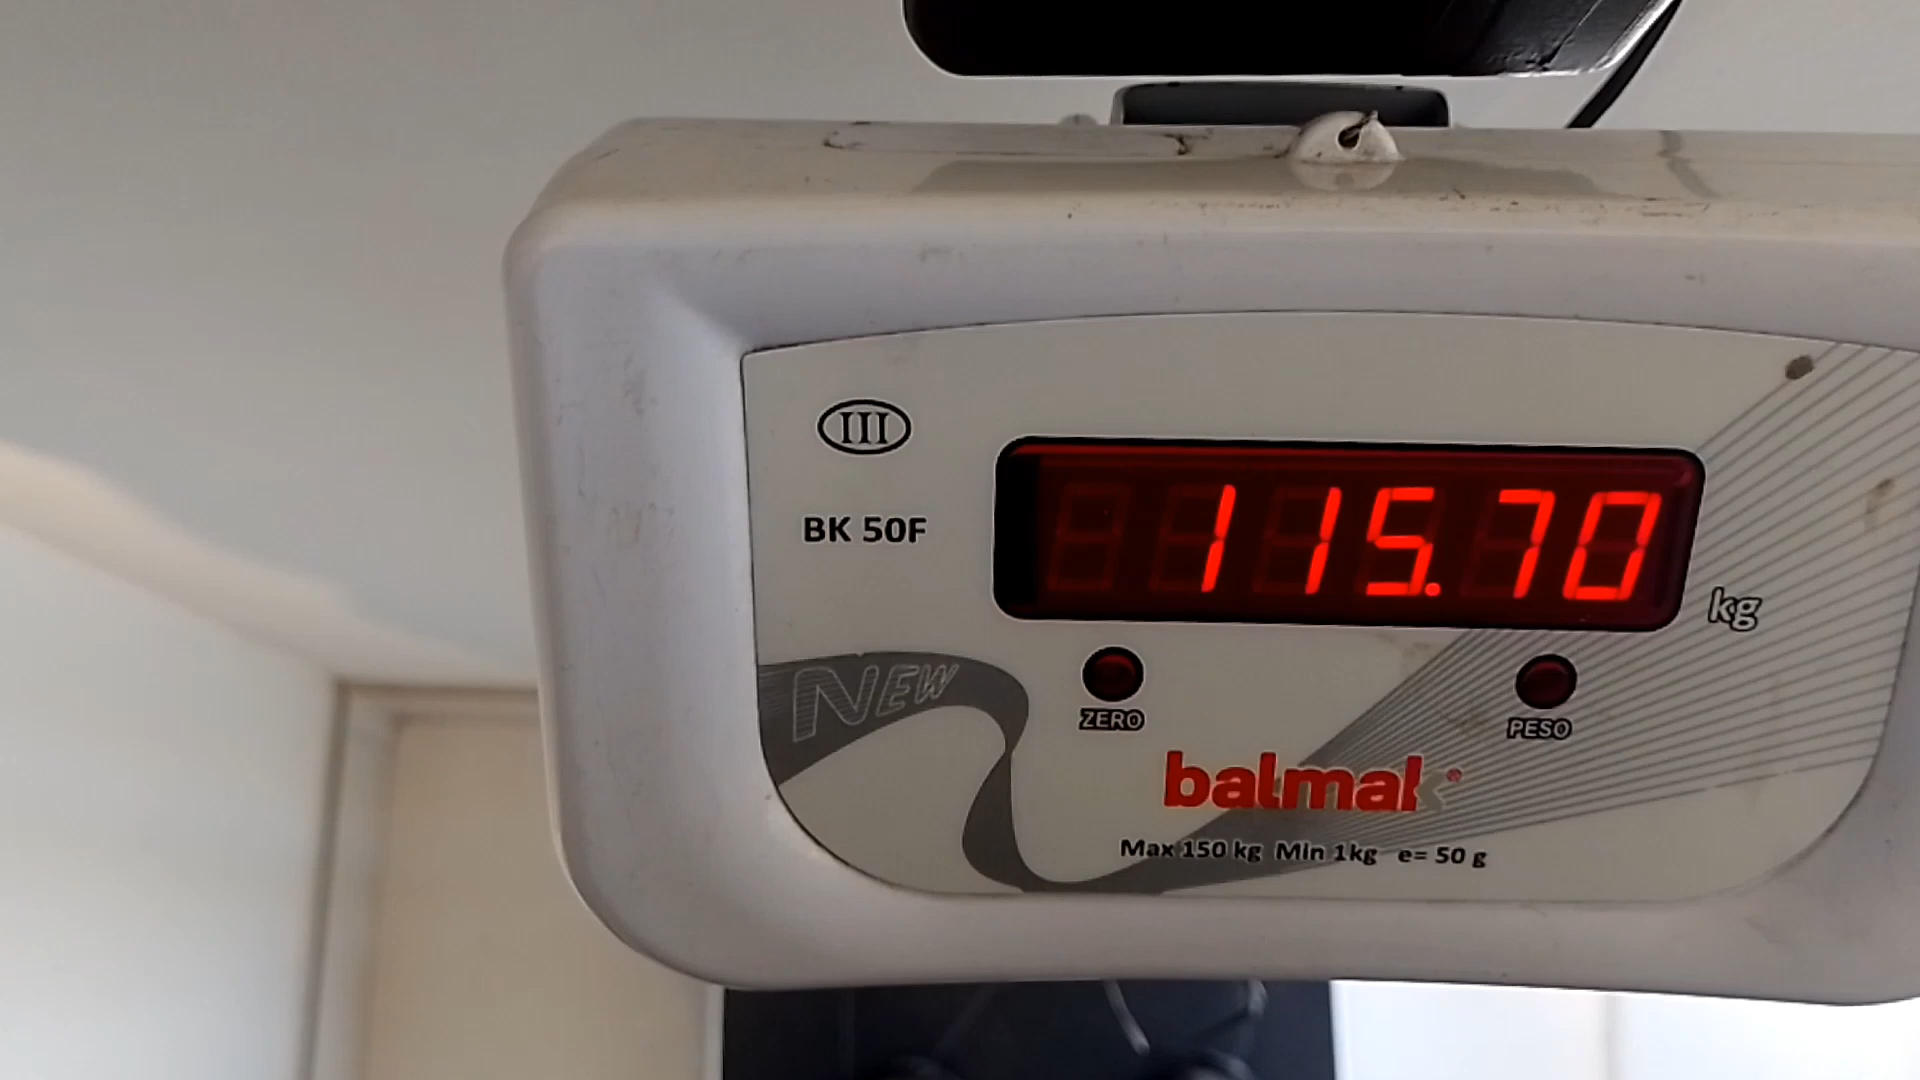 III
BK 50F
115.70
kg
NEW
ZERO
PESO
balmak®
Max 150 kg Min 1kg e= 50 g